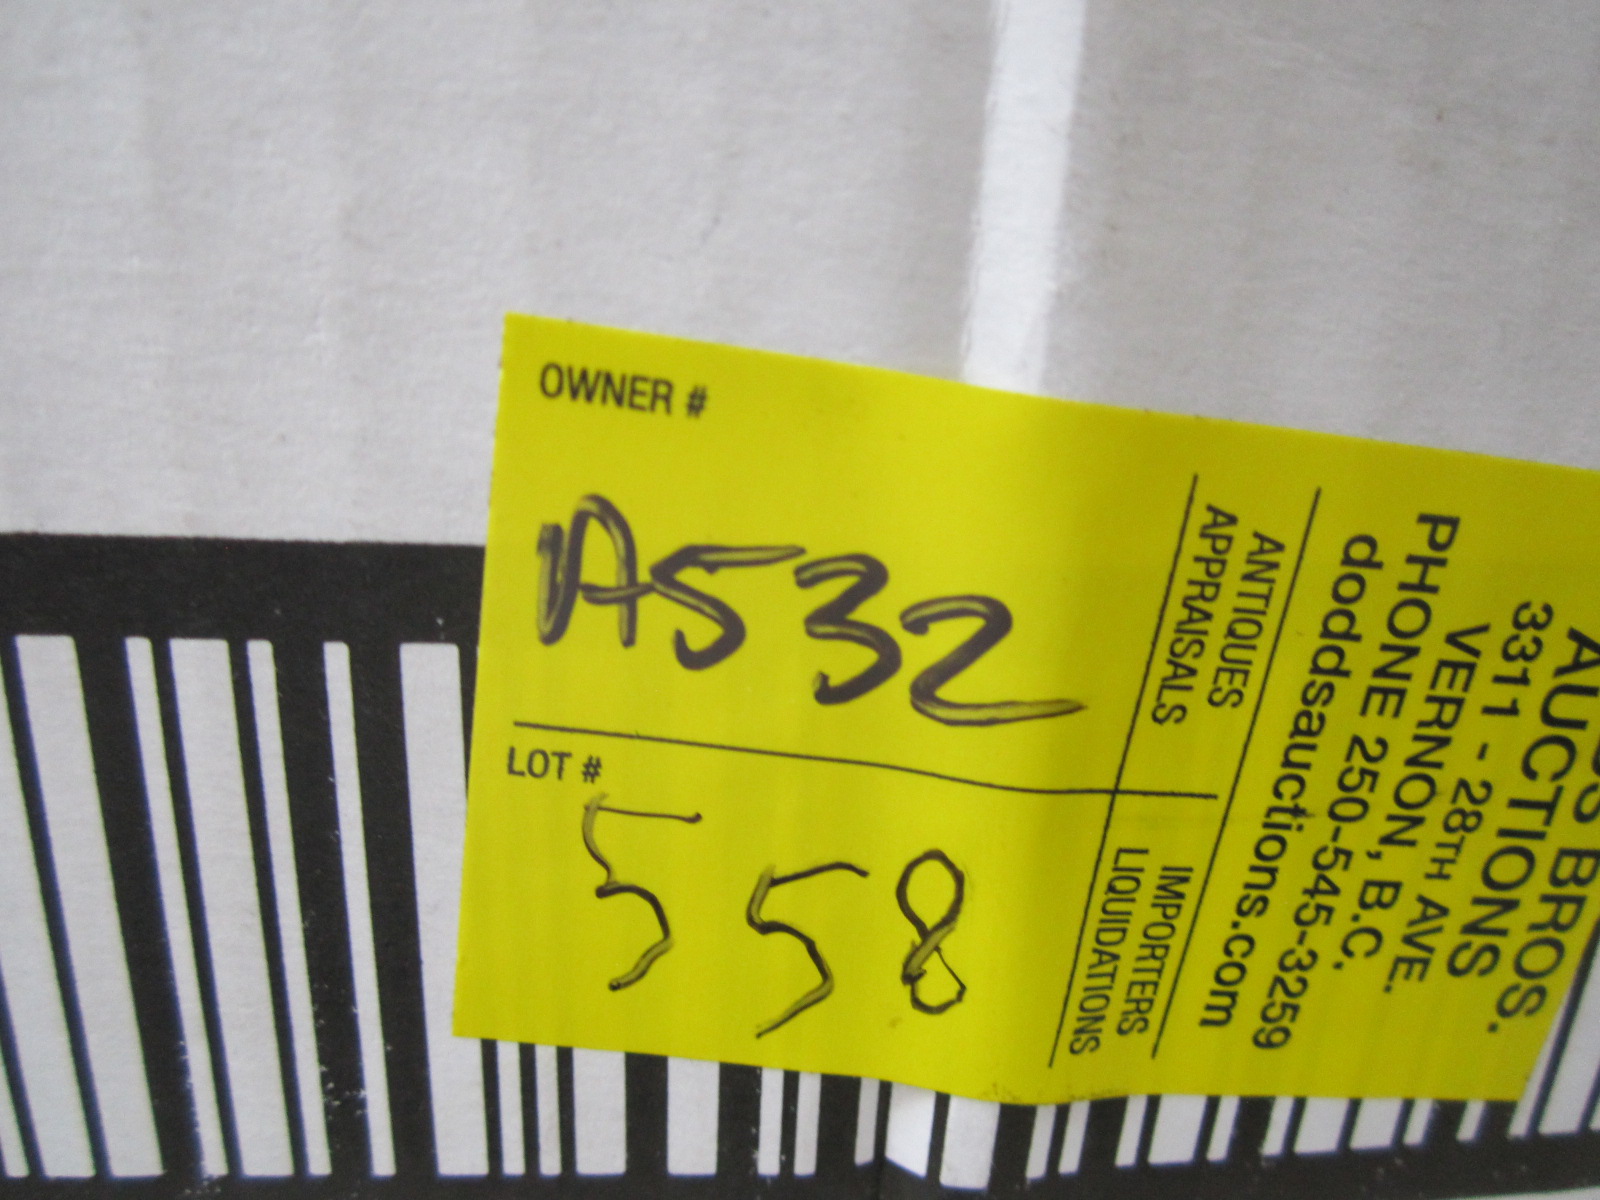 OWNER #
A532
LOT #
558
BROS.
AUCTIONS
3311 - 28TH AVE.
VERNON, B.C.
PHONE 250-545-3259
doddsauctions.com
ANTIQUES
APPRAISALS
IMPORTERS
LIQUIDATIONS